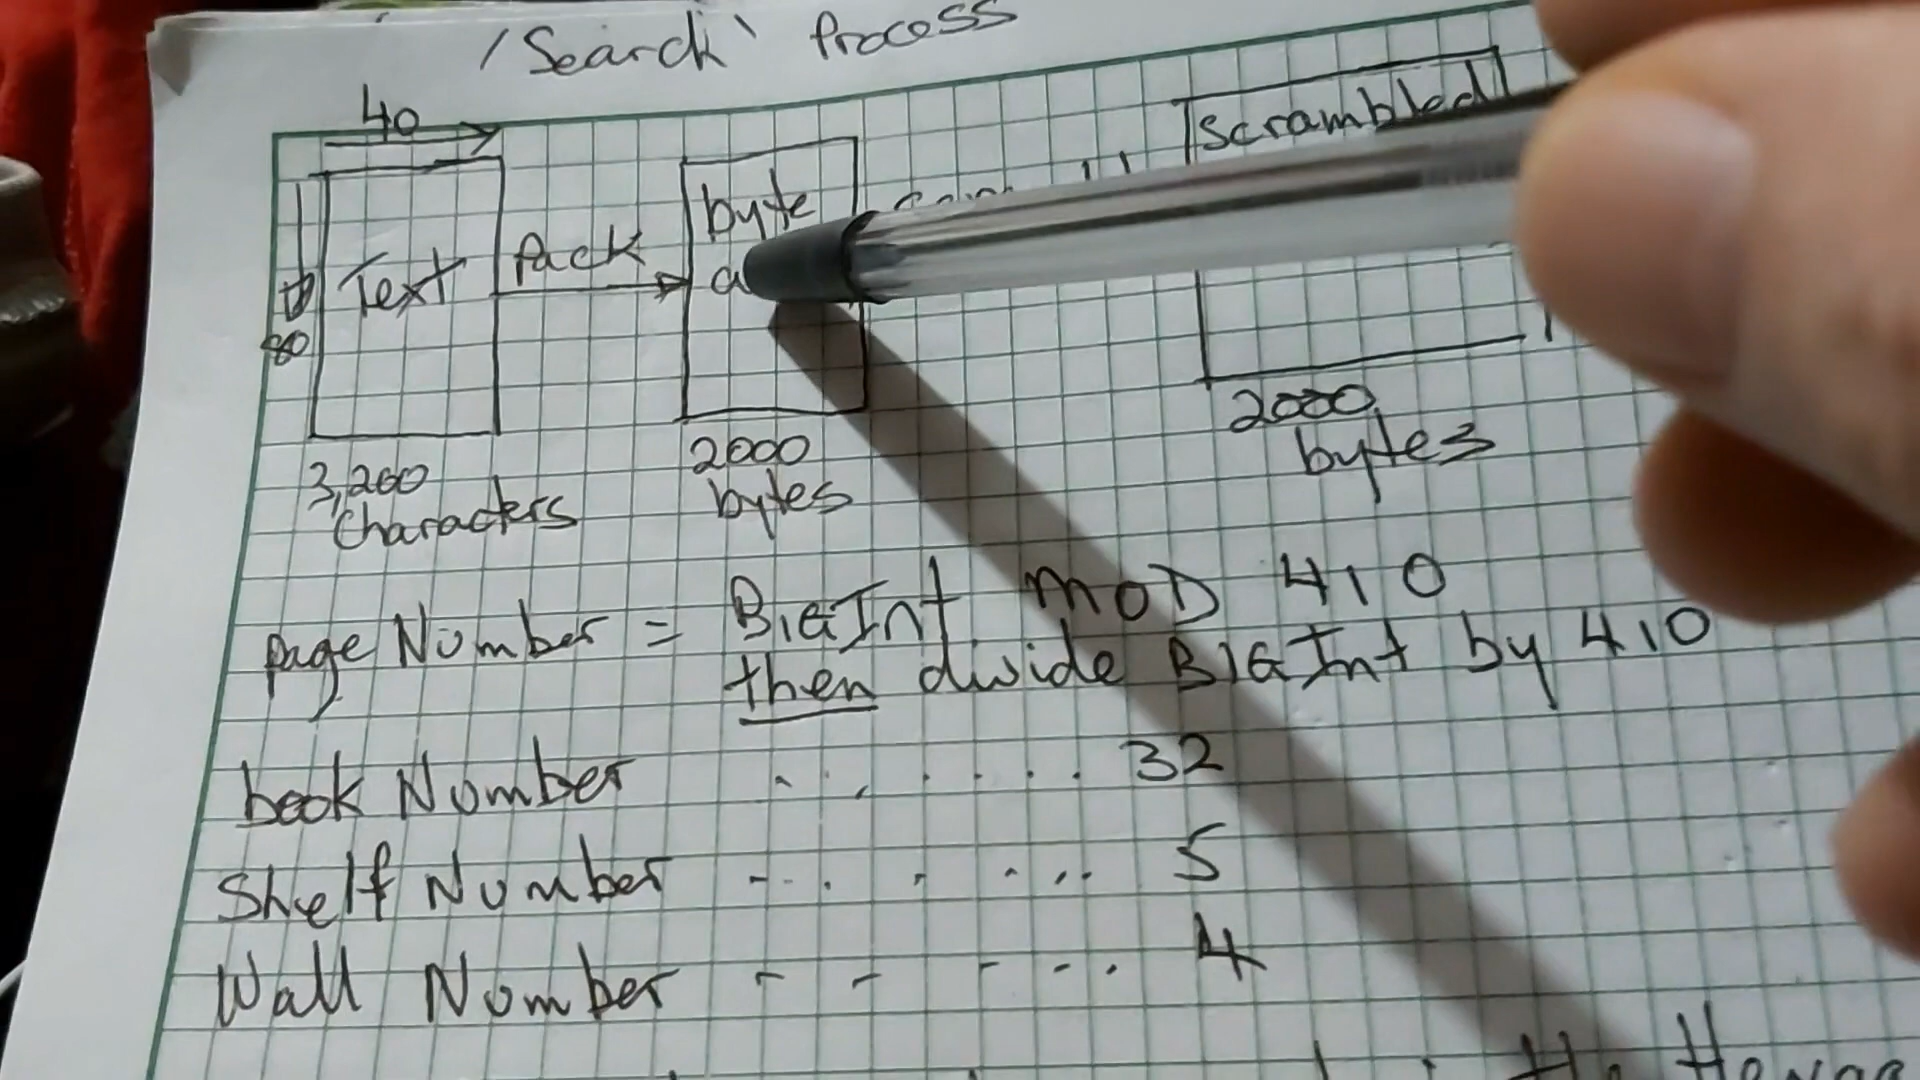 'Search' Process
40
Scrambled
byte
Pack
Text
80
2000
bytes
3,200
Characters
2000
bytes
page Number = BIGInt MOD 410
then divide BIGInt by 410
book Number . . . . . . 32
Shelf Number - . . . . . . 5
Wall Number - - - - . . 4